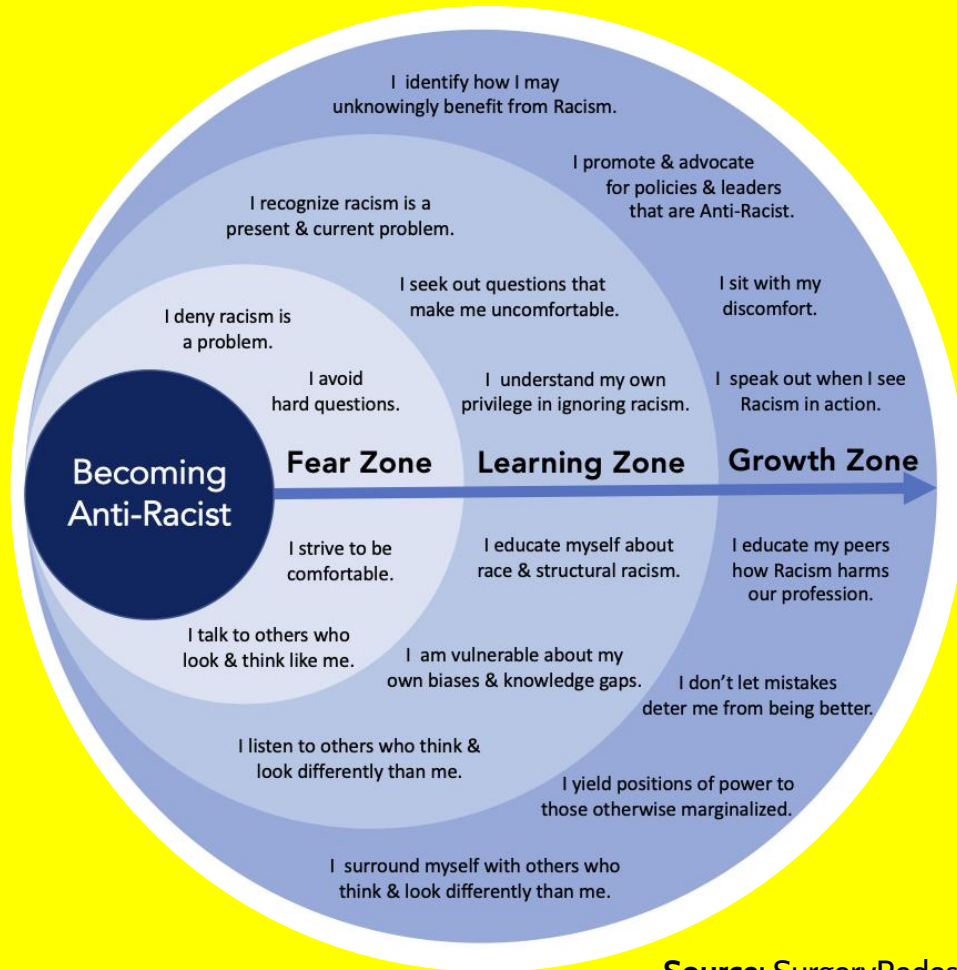 I identify how I may
unknowingly benefit from Racism.
I promote & advocate
for policies & leaders
that are Anti-Racist.
I recognize racism is a
present & current problem.
I seek out questions that
make me uncomfortable.
I sit with my
discomfort.
I deny racism is
a problem.
I avoid
hard questions.
I understand my own
privilege in ignoring racism.
I speak out when I see
Racism in action.
Becoming
Anti-Racist
Fear Zone
Learning Zone
Growth Zone
I strive to be
comfortable.
I educate myself about
race & structural racism.
I educate my peers
how Racism harms
our profession.
I talk to others who
look & think like me.
I am vulnerable about my
own biases & knowledge gaps.
I don't let mistakes
deter me from being better.
I listen to others who think &
look differently than me.
I yield positions of power to
those otherwise marginalized.
I surround myself with others who
think & look differently than me.
Source: